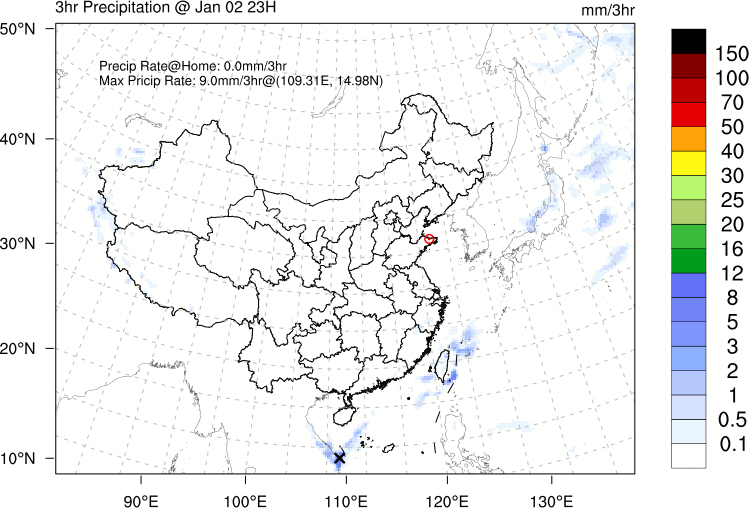 3hr Precipitation @ Jan 02 23H
mm/3hr
Precip Rate@Home: 0.0mm/3hr
Max Pricip Rate: 9.0mm/3hr@(109.31E, 14.98N)
50°N
40°N
30°N
20°N
10°N
90°E
100°E
110°E
120°E
130°E
150
100
70
50
40
30
25
20
16
12
8
5
3
2
1
0.5
0.1